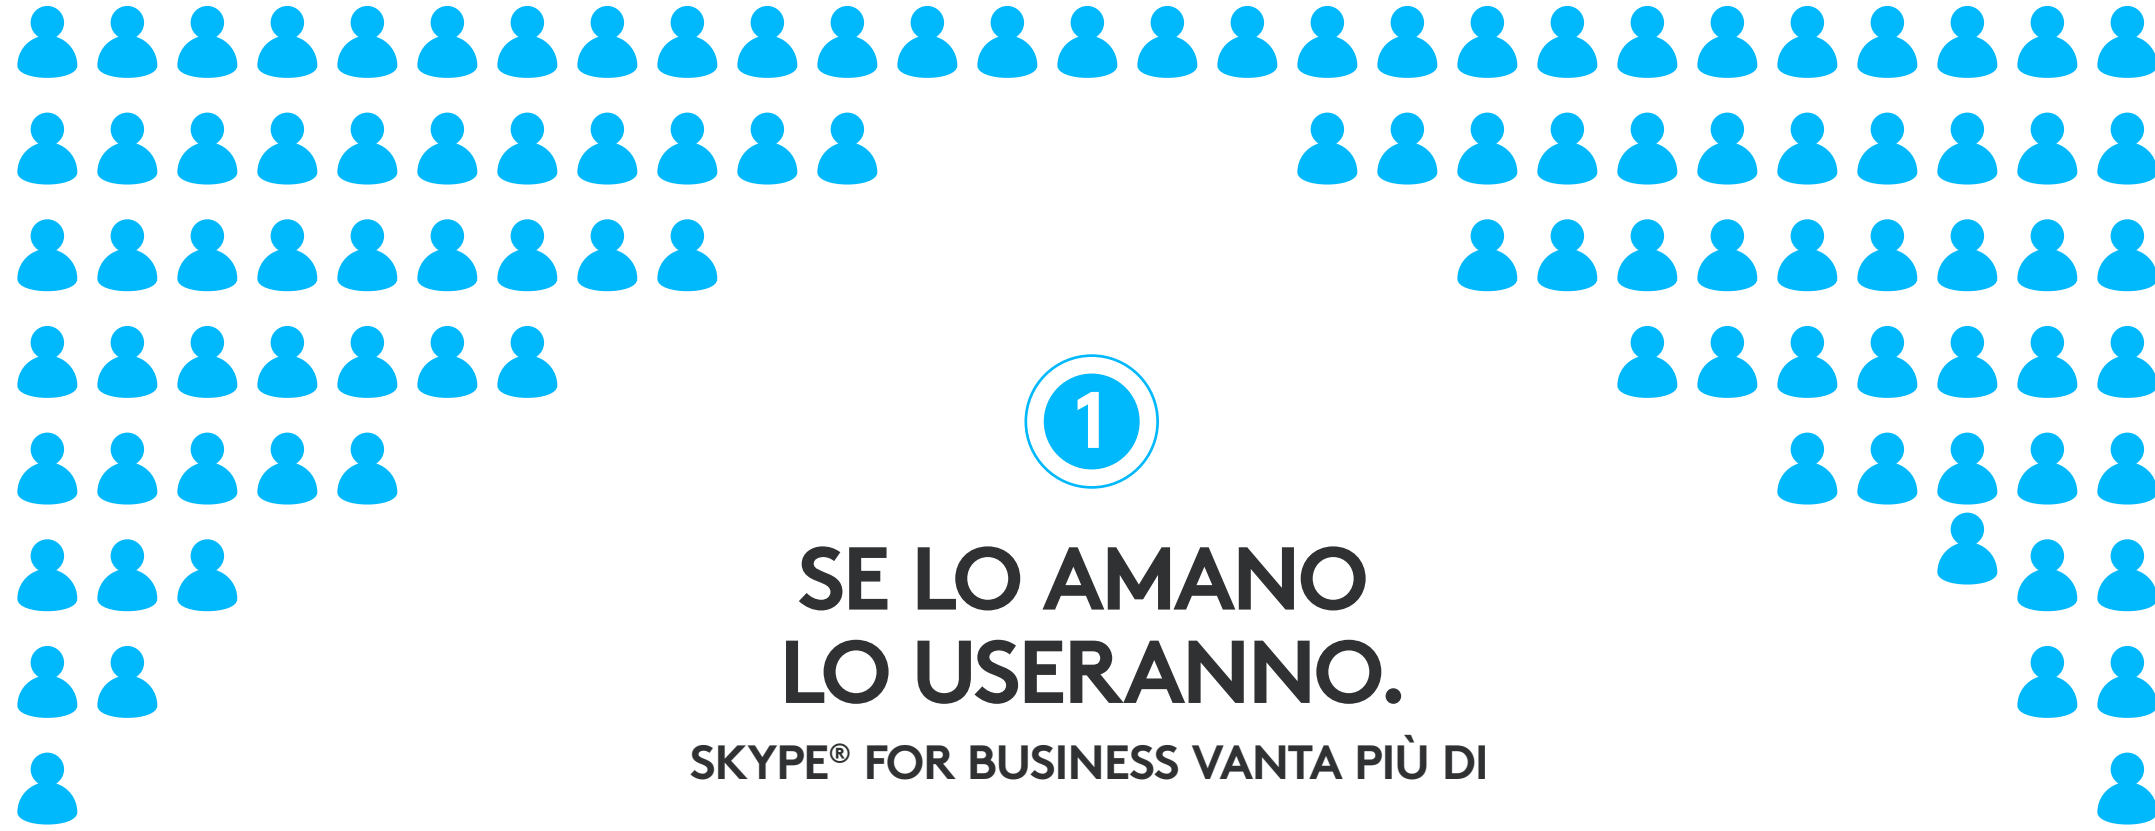 1
SE LO AMANO
LO USERANNO.
SKYPE® FOR BUSINESS VANTA PIÙ DI